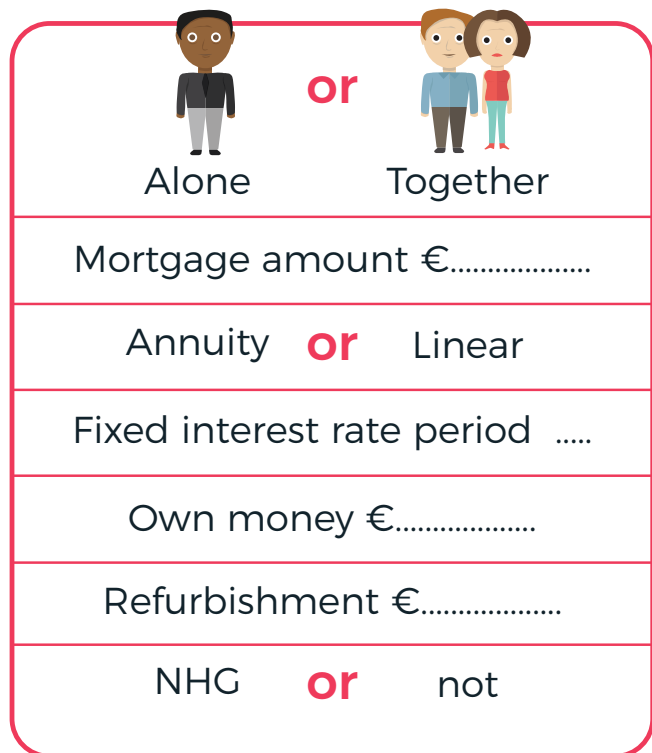 or
Alone Together
Mortgage amount €...................
Annuity or Linear
Fixed interest rate period .....
Own money €...................
Refurbishment €...................
NHG or not